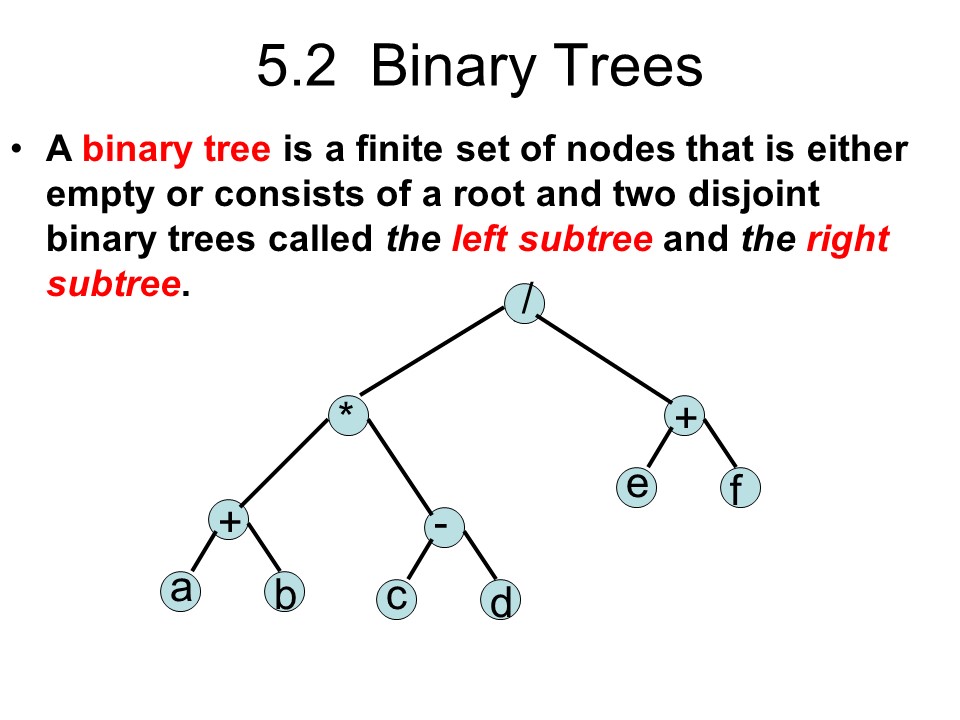 5.2 Binary Trees
• A binary tree is a finite set of nodes that is either
empty or consists of a root and two disjoint
binary trees called the left subtree and the right
subtree.
/
* +
e f
+ -
a b c d